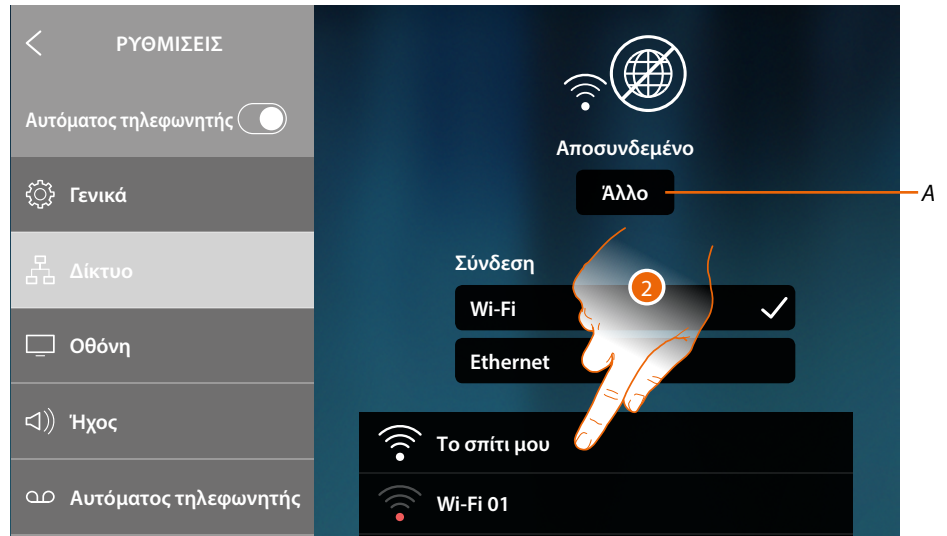 ΡΥΘΜΙΣΕΙΣ
Αυτόματος τηλεφωνητής
Γενικά
Δίκτυο
Οθόνη
Ήχος
Αυτόματος τηλεφωνητής
Αποσυνδεμένο
Άλλο
A
Σύνδεση
2
Wi-Fi
Ethernet
Το σπίτι μου
Wi-Fi 01